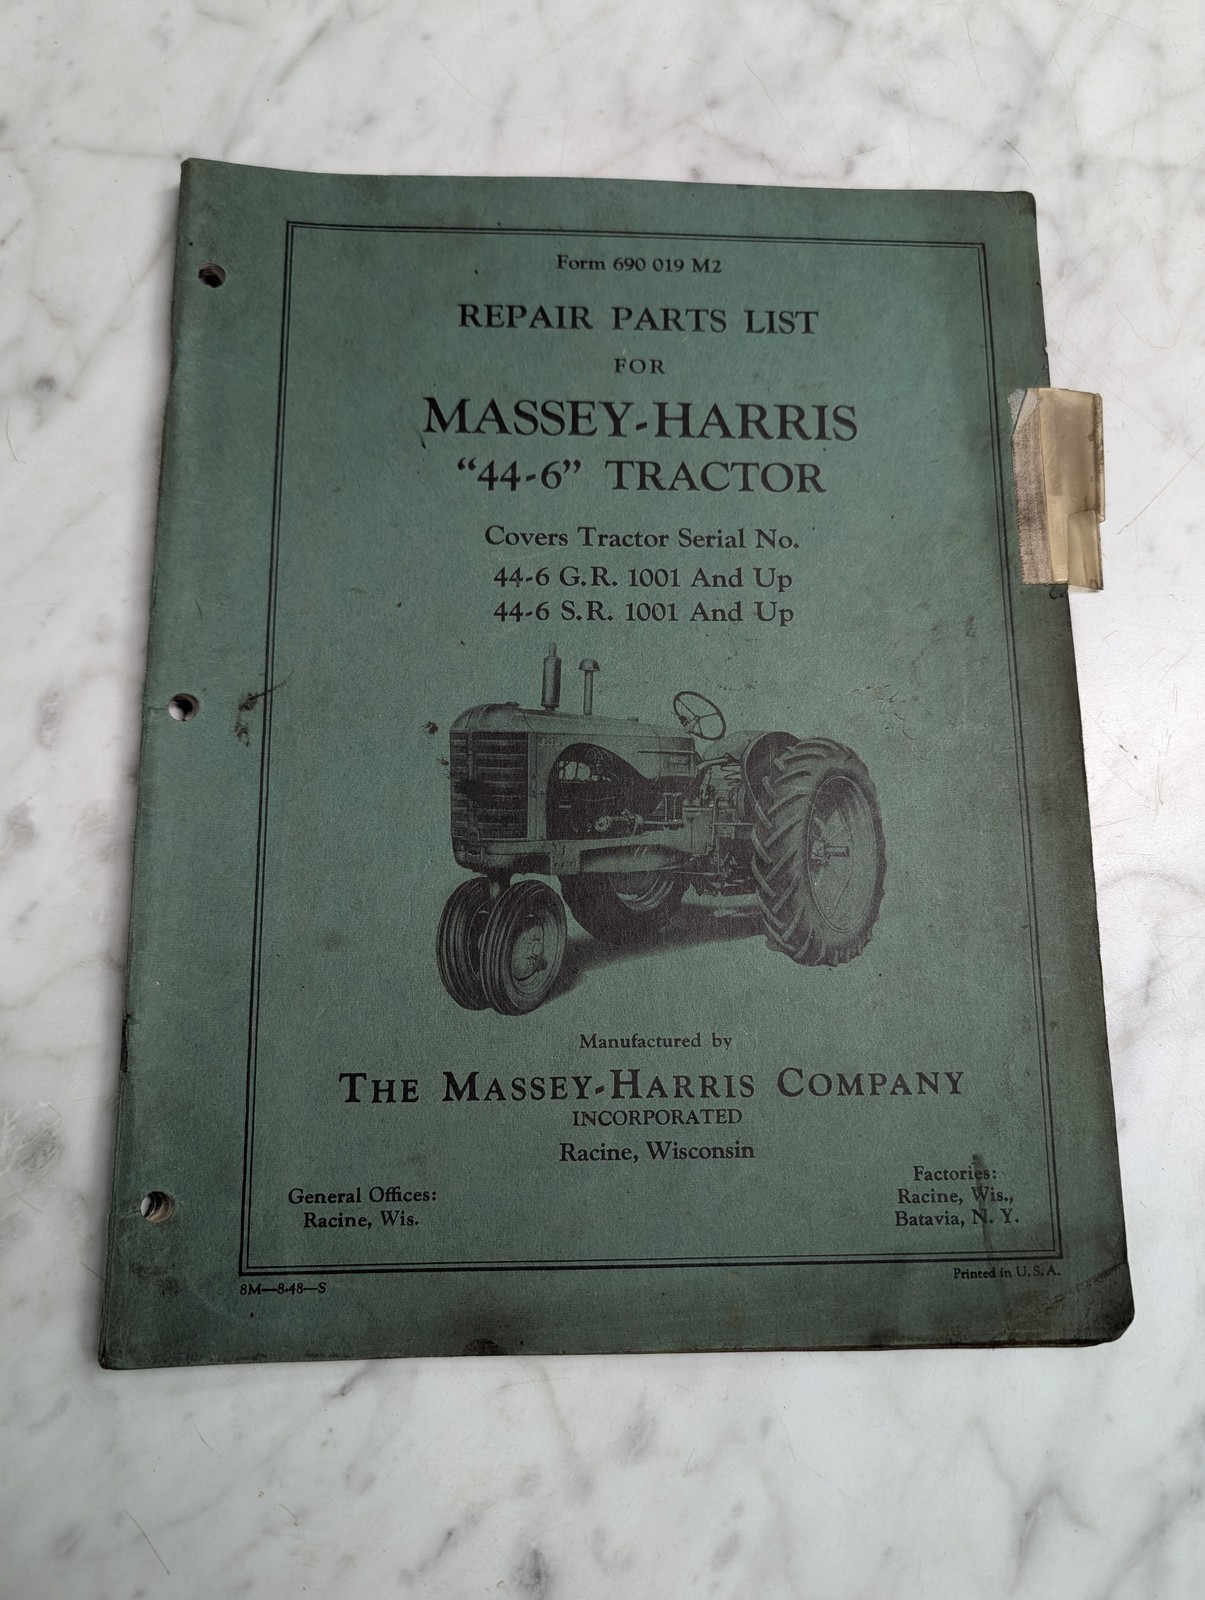 Form 690 019 M2
REPAIR PARTS LIST
FOR
MASSEY-HARRIS
“44-6” TRACTOR
Covers Tractor Serial No.
44-6 G.R. 1001 And Up
44-6 S.R. 1001 And Up
44
Manufactured by
THE MASSEY-HARRIS COMPANY
INCORPORATED
Racine, Wisconsin
General Offices:
Racine, Wis.
Factories:
Racine, Wis.,
Batavia, N. Y.
8M—8-48—S
Printed in U. S. A.